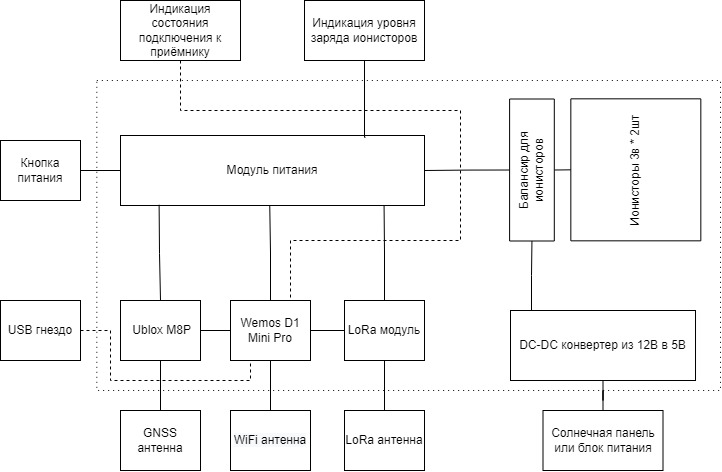 Индикация
состояния
подключения к
приёмнику
Индикация уровня
заряда ионисторов
Кнопка
питания
Модуль питания
Бапансир для
ионисторов
Ионисторы 3в * 2шт
USB гнездо
Ublox M8P
Wemos D1
Mini Pro
LoRa модуль
DC-DC конвертер из 12В в 5В
GNSS
антенна
WiFi антенна
LoRa антенна
Солнечная панель
или блок питания